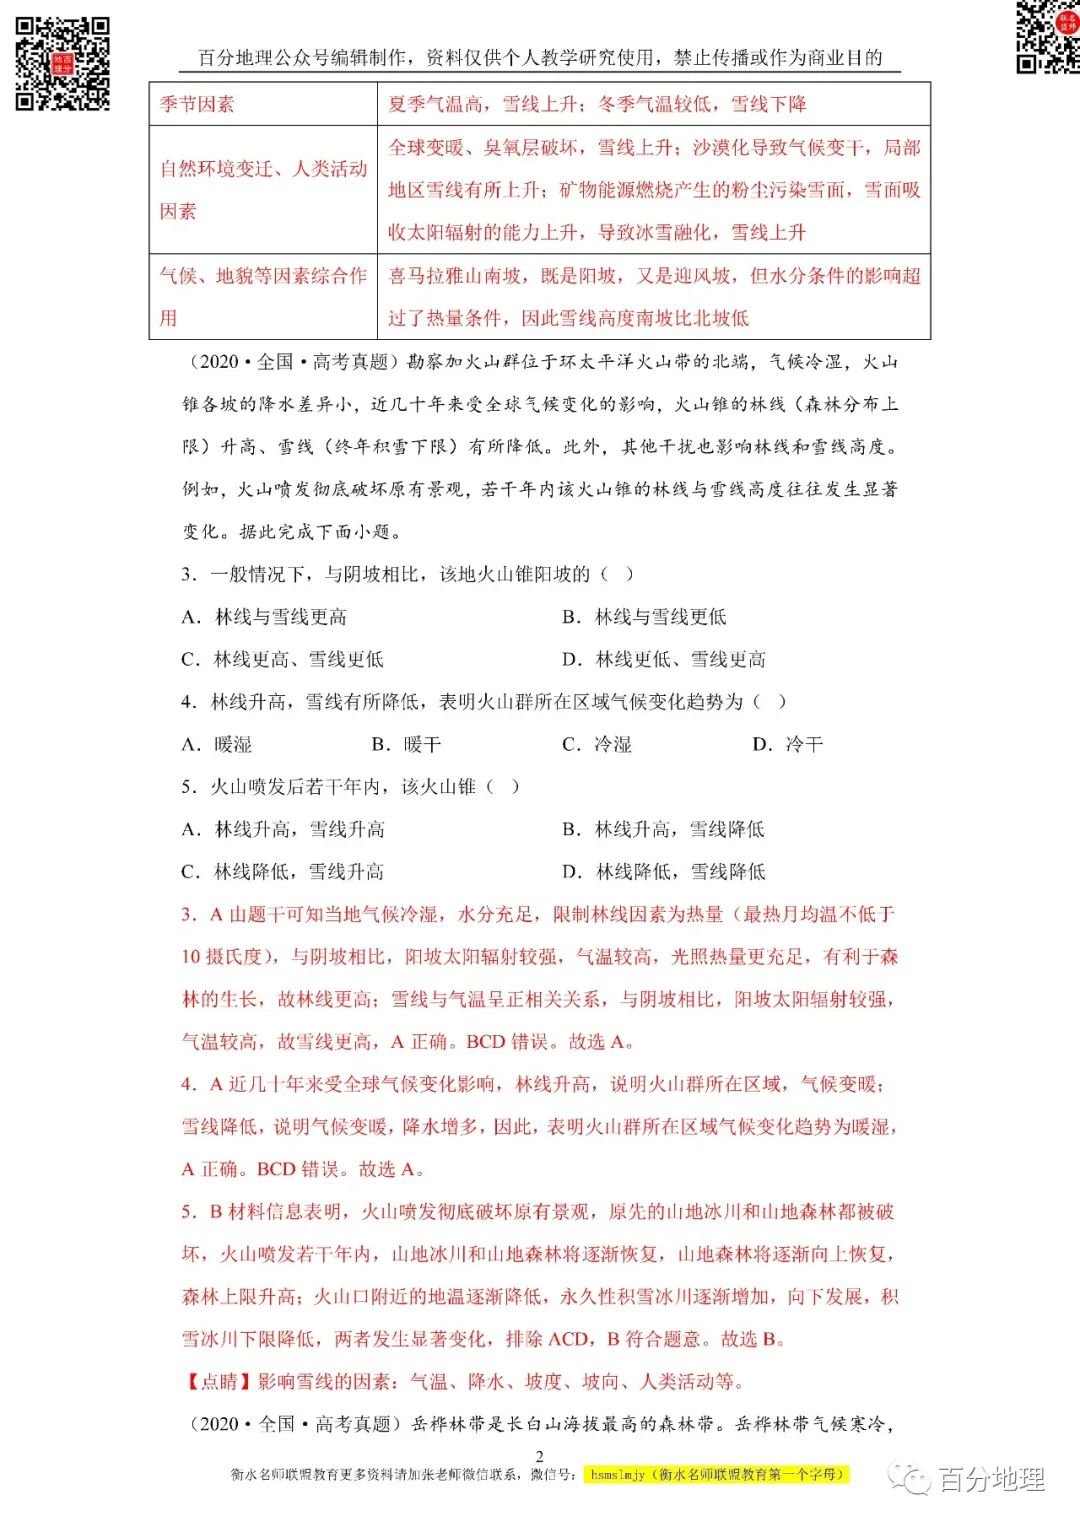 百分地理公众号编辑制作，资料仅供个人教学研究使用，禁止传播或作为商业目的
季节因素
夏季气温高，雪线上升；冬季气温较低，雪线下降
自然环境变迁、人类活动
因素
全球变暖、臭氧层破坏，雪线上升；沙漠化导致气候变干，局部
地区雪线有所上升；矿物能源燃烧产生的粉尘污染雪面，雪面吸
收太阳辐射的能力上升，导致冰雪融化，雪线上升
气候、地貌等因素综合作
用
喜马拉雅山南坡，既是阳坡，又是迎风坡，但水分条件的影响超
过了热量条件，因此雪线高度南坡比北坡低
（2020·全国·高考真题）勘察加火山群位于环太平洋火山带的北端，气候冷湿，火山
锥各坡的降水差异小，近几十年来受全球气候变化的影响，火山锥的林线（森林分布上
限）升高、雪线（终年积雪下限）有所降低。此外，其他干扰也影响林线和雪线高度。
例如，火山喷发彻底破坏原有景观，若干年内该火山锥的林线与雪线高度往往发生显著
变化。据此完成下面小题。
3．一般情况下，与阴坡相比，该地火山锥阳坡的（ ）
A．林线与雪线更高 B．林线与雪线更低
C．林线更高、雪线更低 D．林线更低、雪线更高
4．林线升高，雪线有所降低，表明火山群所在区域气候变化趋势为（ ）
A．暖湿 B．暖干 C．冷湿 D．冷干
5．火山喷发后若干年内，该火山锥（ ）
A．林线升高，雪线升高 B．林线升高，雪线降低
C．林线降低，雪线升高 D．林线降低，雪线降低
3．A 由题干可知当地气候冷湿，水分充足，限制林线因素为热量（最热月均温不低于
10 摄氏度），与阴坡相比，阳坡太阳辐射较强，气温较高，光照热量更充足，有利于森
林的生长，故林线更高；雪线与气温呈正相关关系，与阴坡相比，阳坡太阳辐射较强，
气温较高，故雪线更高，A 正确。BCD 错误。故选 A。
4．A 近几十年来受全球气候变化影响，林线升高，说明火山群所在区域，气候变暖；
雪线降低，说明气候变暖，降水增多，因此，表明火山群所在区域气候变化趋势为暖湿，
A 正确。BCD 错误。故选 A。
5．B 材料信息表明，火山喷发彻底破坏原有景观，原先的山地冰川和山地森林都被破
坏，火山喷发若干年内，山地冰川和山地森林将逐渐恢复，山地森林将逐渐向上恢复，
森林上限升高；火山口附近的地温逐渐降低，永久性积雪冰川逐渐增加，向下发展，积
雪冰川下限降低，两者发生显著变化，排除 ACD，B 符合题意。故选 B。
【点睛】影响雪线的因素：气温、降水、坡度、坡向、人类活动等。
（2020·全国·高考真题）岳桦林带是长白山海拔最高的森林带。岳桦林带气候寒冷，
2
衡水名师联盟教育更多资料请加张老师微信联系，微信号：hsmslmjy（衡水名师联盟教育第一个字母）
百分地理